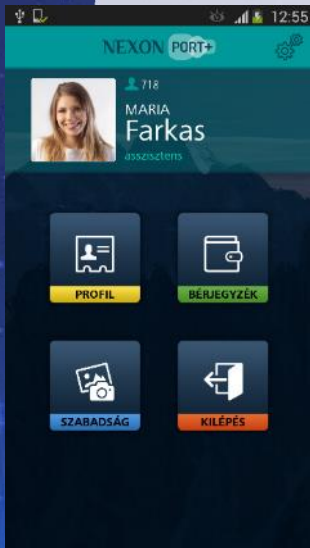 12:55
NEXON PORT+
718
MARIA
Farkas
asszisztens
PROFIL
BÉRJEGYZÉK
SZABADSÁG
KILÉPÉS